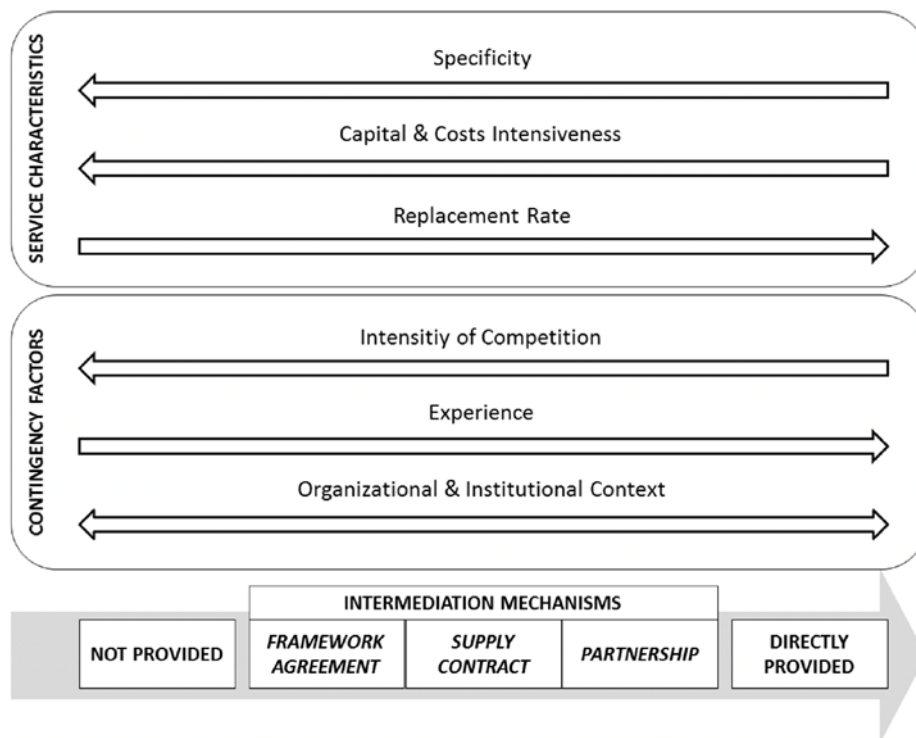 SERVICE CHARACTERISTICS
Specificity
Capital & Costs Intensiveness
Replacement Rate
CONTINGENCY FACTORS
Intensitiy of Competition
Experience
Organizational & Institutional Context
INTERMEDIATION MECHANISMS
NOT PROVIDED
FRAMEWORK
AGREEMENT
SUPPLY
CONTRACT
PARTNERSHIP
DIRECTLY
PROVIDED